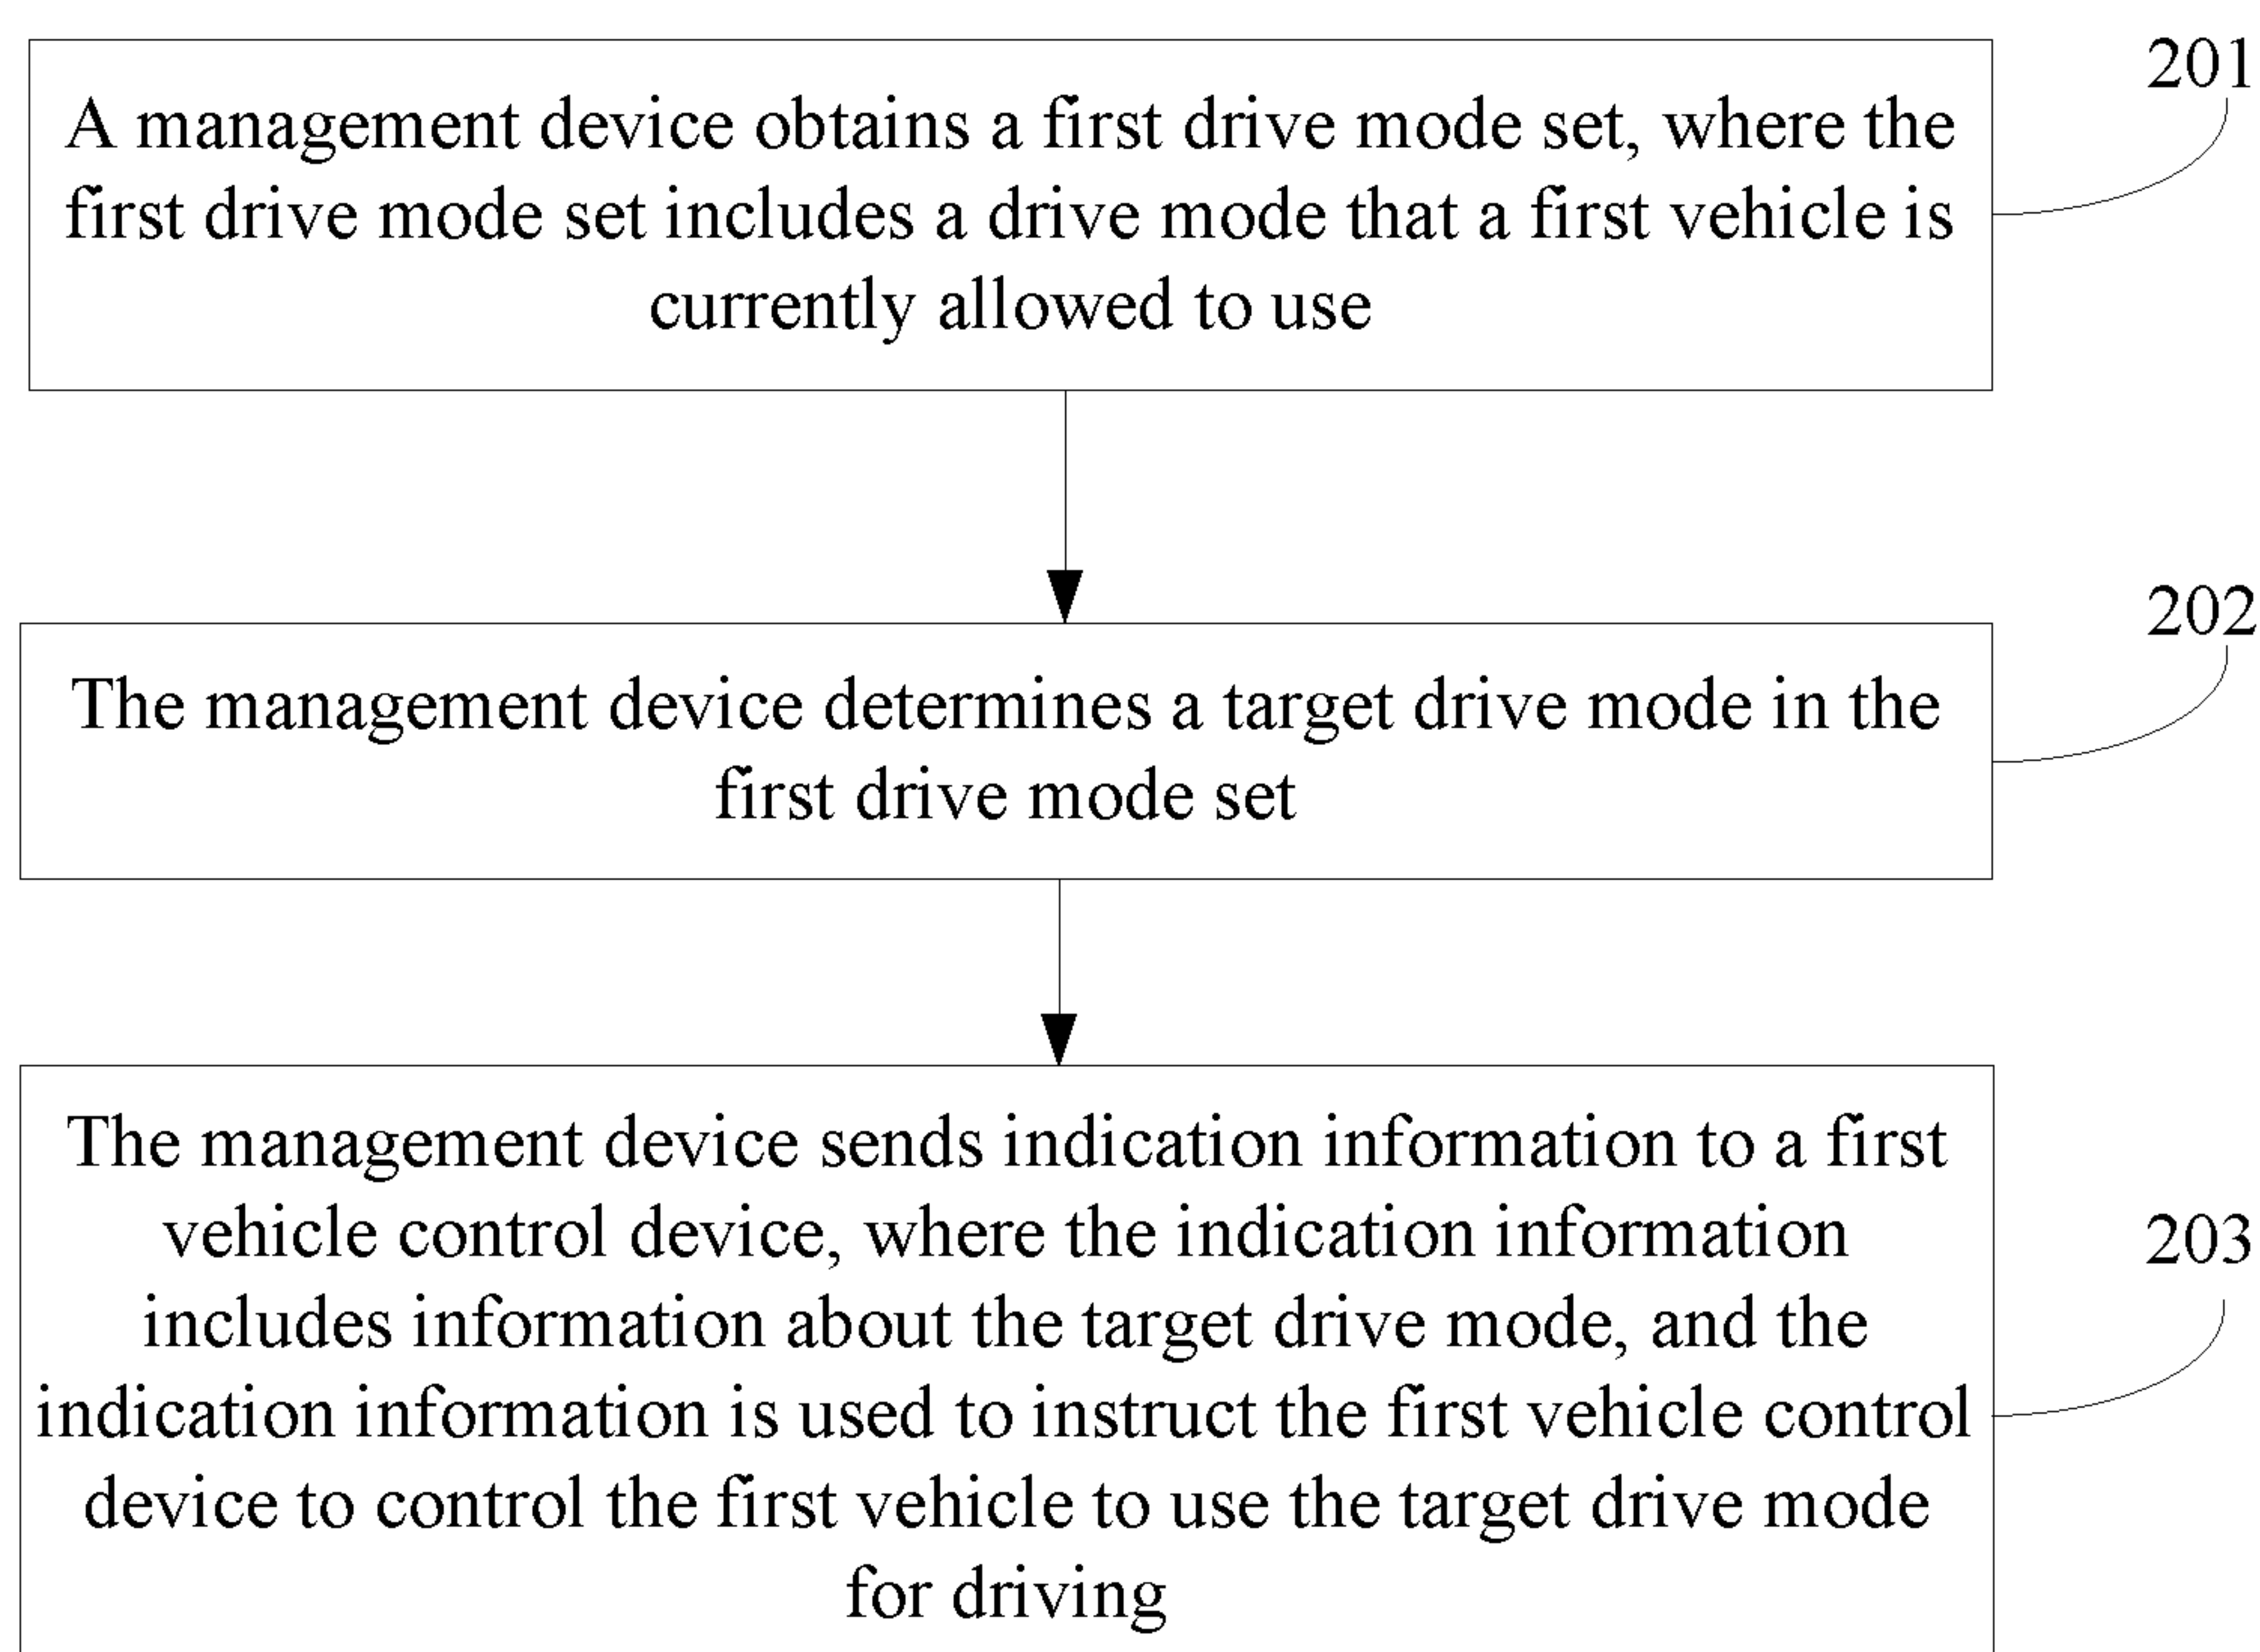 A management device obtains a first drive mode set, where the
first drive mode set includes a drive mode that a first vehicle is
currently allowed to use
201
The management device determines a target drive mode in the
first drive mode set
202
The management device sends indication information to a first
vehicle control device, where the indication information
includes information about the target drive mode, and the
indication information is used to instruct the first vehicle control
device to control the first vehicle to use the target drive mode
for driving
203